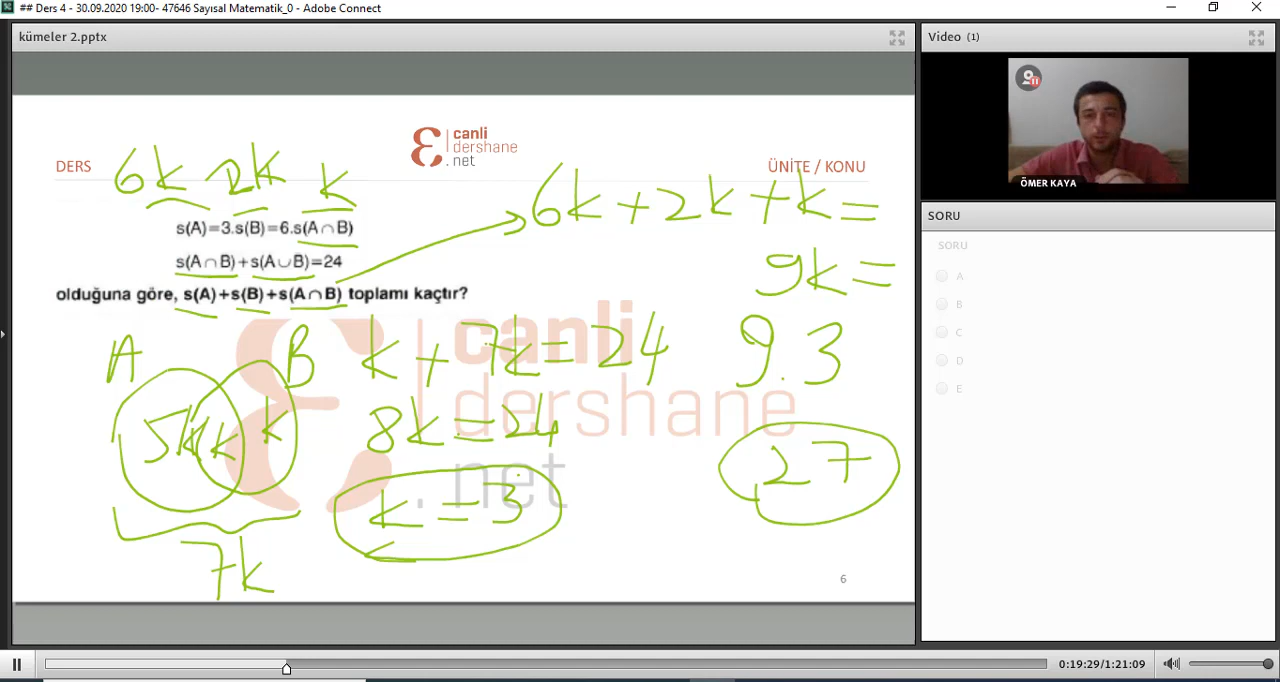 ## Ders 4 - 30.09.2020 19:00- 47646 Sayısal Matematik_0 - Adobe Connect
kümeler 2.pptx
Video (1)
ÖMER KAYA
canli
dershane
.net
DERS
ÜNİTE / KONU
6k 2k k
s(A)=3.s(B)=6.s(A∩B)
6k+2k+k=
s(A∩B)+s(A∪B)=24
9k=
olduğuna göre, s(A)+s(B)+s(A∩B) toplamı kaçtır?
A B
k+7k=24
9.3
5k k k
8k=24
27
k=3
7k
canli
dershane
.net
6
SORU
SORU
A
B
C
D
E
0:19:29/1:21:09